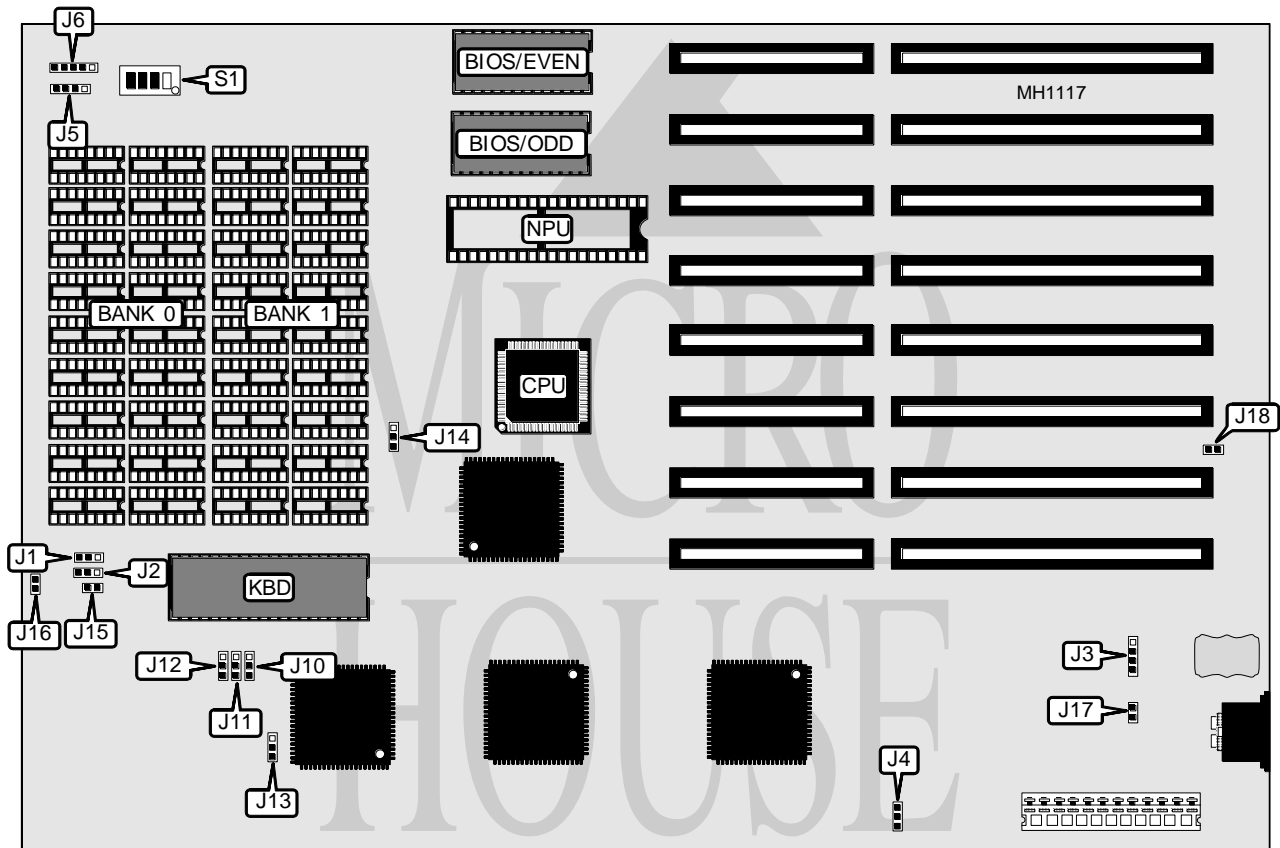 J6
S1
J5
BIOS/EVEN
MH1117
BIOS/ODD
NPU
BANK 0
BANK 1
CPU
J14
J18
J1
J2
KBD
J16
J15
J12
J10
J11
J3
J17
J13
J4
MICRO
HOUSE